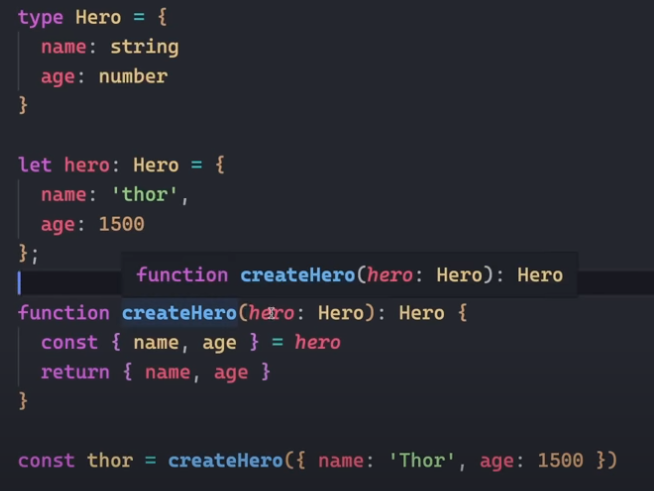 type Hero = {
  name: string
  age: number
}
let hero: Hero = {
  name: 'thor',
  age: 1500
};
function createHero(hero: Hero): Hero
function createHero(hero: Hero): Hero {
  const { name, age } = hero
  return { name, age }
}
const thor = createHero({ name: 'Thor', age: 1500 })